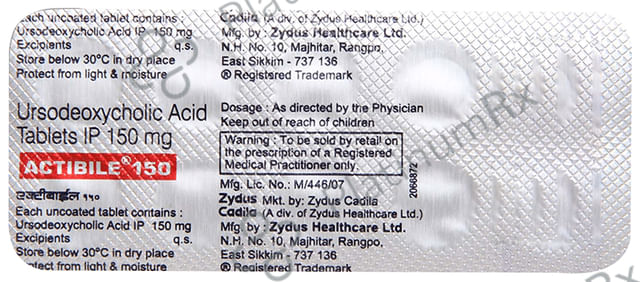 Each uncoated tablet contains :
Ursodeoxycholic Acid IP 150 mg
Excipients q.s.
Store below 30°C in dry place
Protect from light & moisture
Ursodeoxycholic Acid
Tablets IP 150 mg
ACTIBILE® 150
एक्टीबाईल १५०
Each uncoated tablet contains :
Ursodeoxycholic Acid IP 150 mg
Excipients q.s.
Store below 30°C in dry place
Protect from light & moisture
Cadila (A div. of Zydus Healthcare Ltd.)
Mfg. by : Zydus Healthcare Ltd.
N.H. No. 10, Majhitar, Rangpo,
East Sikkim - 737 136
® Registered Trademark
Dosage : As directed by the Physician
Keep out of reach of children
Warning : To be sold by retail on
the prescription of a Registered
Medical Practitioner only.
Mfg. Lic. No.: M/446/07
Zydus Mkt. by: Zydus Cadila
Cadila (A div. of Zydus Healthcare Ltd.)
Mfg. by : Zydus Healthcare Ltd.
N.H. No. 10, Majhitar, Rangpo,
East Sikkim - 737 136
® Registered Trademark
2066872
PlatinumRx